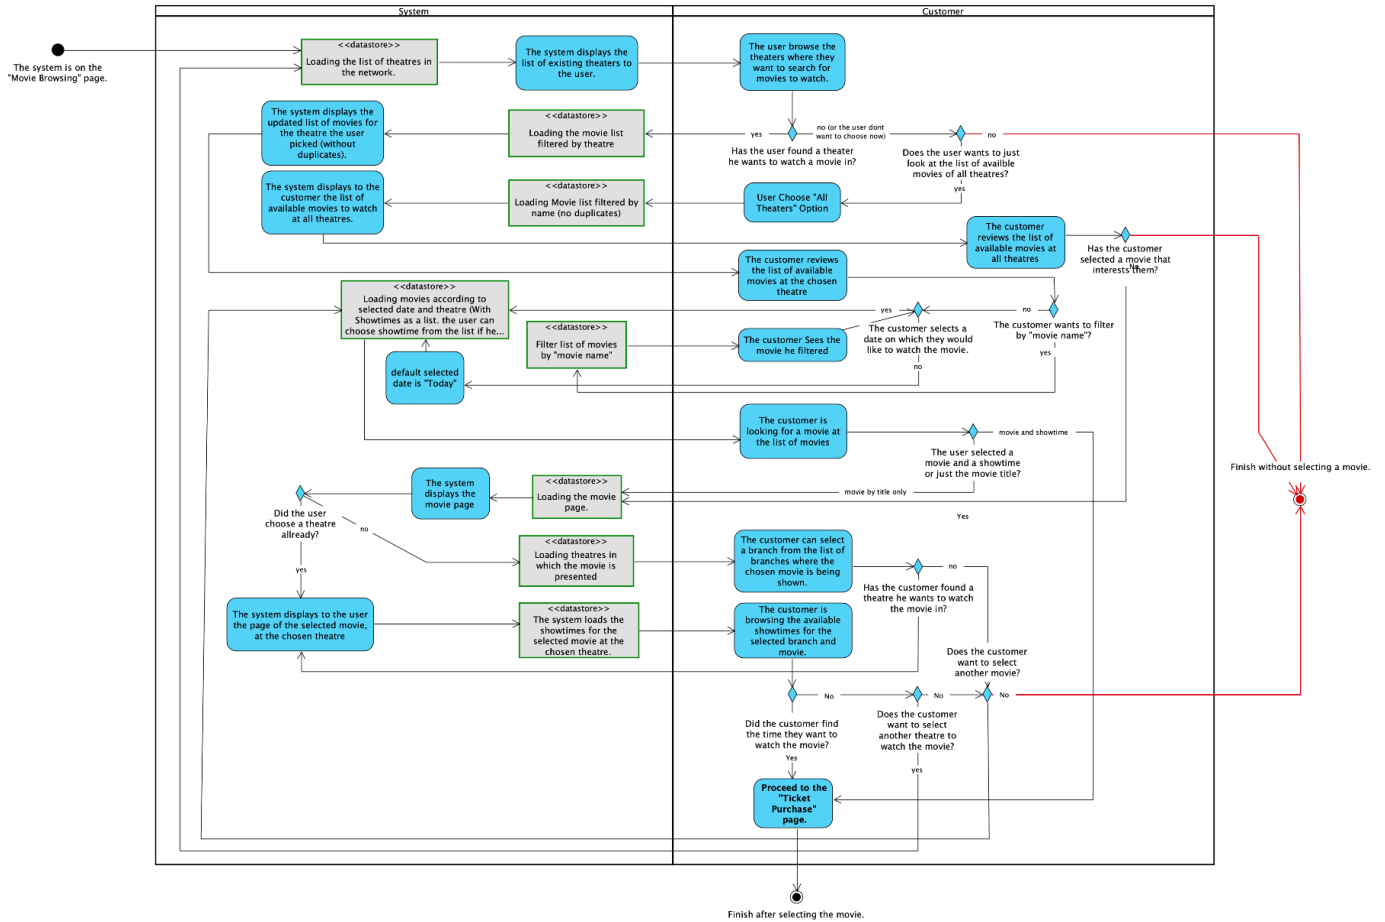 System
Customer
The system is on the
"Movie Browsing" page.
<<datastore>>
Loading the list of theatres in
the network.
The system displays the
list of existing theaters to
the user.
The user browse the
theaters where they
want to search for
movies to watch.
The system displays the
updated list of movies for
the theatre the user
picked (without
duplicates).
<<datastore>>
Loading the movie list
filtered by theatre
yes
no (or the user dont
want to choose now)
no
Has the user found a theater
he wants to watch a movie in?
Does the user wants to just
look at the list of availble
movies of all theatres?
yes
The system displays to the
customer the list of
available movies to watch
at all theatres.
<<datastore>>
Loading Movie list filtered by
name (no duplicates)
User Choose "All
Theaters" Option
The customer
reviews the list of
available movies at
all theatres
Has the customer
selected a movie that
interests them?
No
The customer reviews
the list of available
movies at the chosen
theatre
<<datastore>>
Loading movies according to
selected date and theatre (With
Showtimes as a list. the user can
choose showtime from the list if he...
<<datastore>>
Filter list of movies
by "movie name"
The customer Sees the
movie he filtered
yes
no
The customer selects a
date on which they would
like to watch the movie.
no
The customer wants to filter
by "movie name"?
yes
default selected
date is "Today"
The customer is
looking for a movie at
the list of movies
movie and showtime
The user selected a
movie and a showtime
or just the movie title?
Finish without selecting a movie.
The system
displays the
movie page
<<datastore>>
Loading the movie
page.
movie by title only
Yes
Did the user
choose a theatre
allready?
no
yes
<<datastore>>
Loading theatres in
which the movie is
presented
The customer can select
a branch from the list of
branches where the
chosen movie is being
shown.
no
Has the customer found a
theatre he wants to watch
the movie in?
The system displays to the user
the page of the selected movie,
at the chosen theatre
<<datastore>>
The system loads the
showtimes for the
selected movie at the
chosen theatre.
The customer is
browsing the available
showtimes for the
selected branch and
movie.
Does the customer
want to select
another movie?
No
No
No
Did the customer find
the time they want to
watch the movie?
Yes
Does the customer
want to select
another theatre to
watch the movie?
yes
Proceed to the
"Ticket
Purchase"
page.
Finish after selecting the movie.